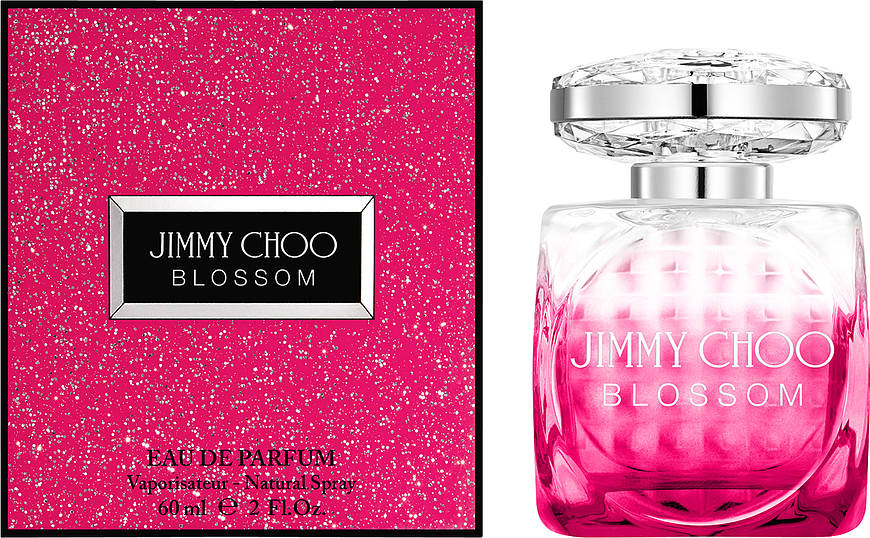 JIMMY CHOO
BLOSSOM
EAU DE PARFUM
Vaporisateur - Natural Spray
60 ml ℮ 2 Fl.Oz.
JIMMY CHOO
BLOSSOM